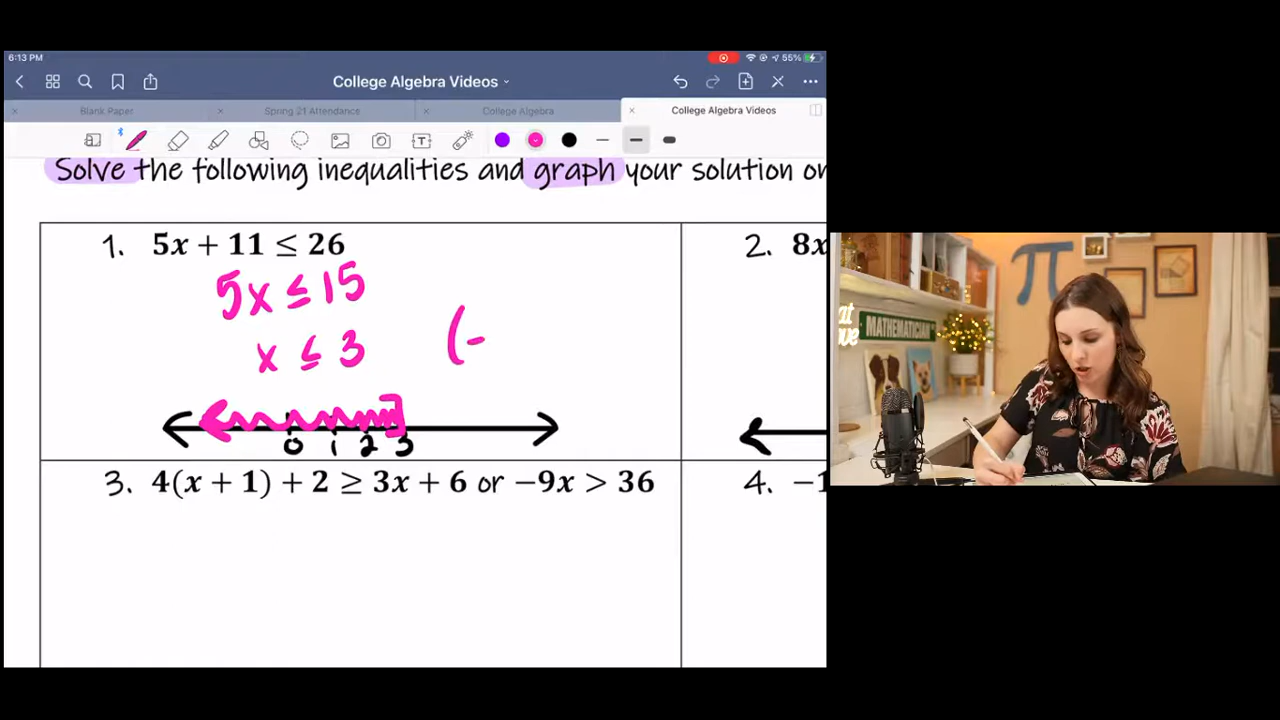 6:13 PM
55%
College Algebra Videos
Blank Paper
Spring 21 Attendance
College Algebra
College Algebra Videos
Solve the following inequalities and graph your solution on
1. 5x + 11 ≤ 26
5x ≤ 15
x ≤ 3
(-
0 1 2 3
2. 8x
3. 4(x + 1) + 2 ≥ 3x + 6 or −9x > 36
4. −1
π
MATHEMATICIAN